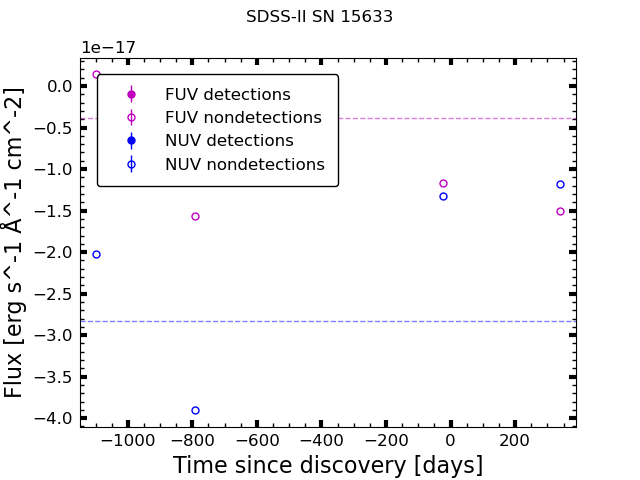 SDSS-II SN 15633
1e−17
FUV detections
FUV nondetections
NUV detections
NUV nondetections
0.0
−0.5
−1.0
−1.5
−2.0
−2.5
−3.0
−3.5
−4.0
Flux [erg s^-1 Å^-1 cm^-2]
−1000 −800 −600 −400 −200 0 200
Time since discovery [days]